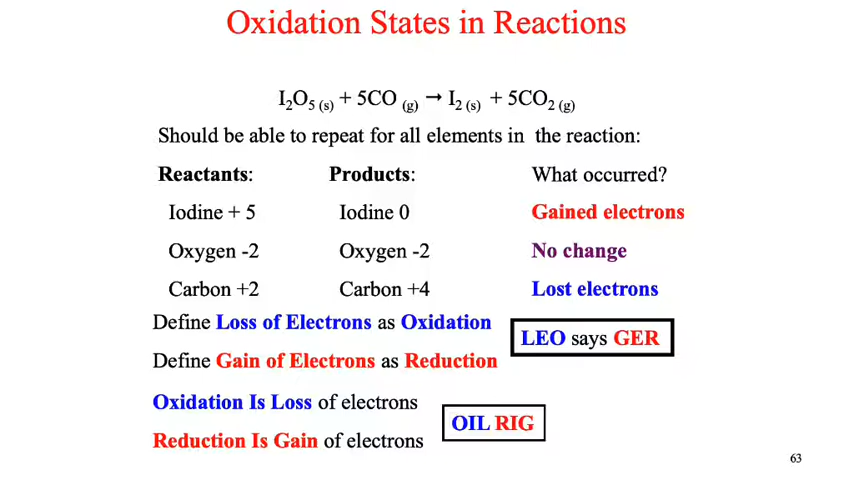 Oxidation States in Reactions
I₂O₅ (s) + 5CO (g) → I₂ (s) + 5CO₂ (g)
Should be able to repeat for all elements in the reaction:
Reactants: Products: What occurred?
Iodine + 5 Iodine 0 Gained electrons
Oxygen -2 Oxygen -2 No change
Carbon +2 Carbon +4 Lost electrons
Define Loss of Electrons as Oxidation
LEO says GER
Define Gain of Electrons as Reduction
Oxidation Is Loss of electrons
OIL RIG
Reduction Is Gain of electrons
63